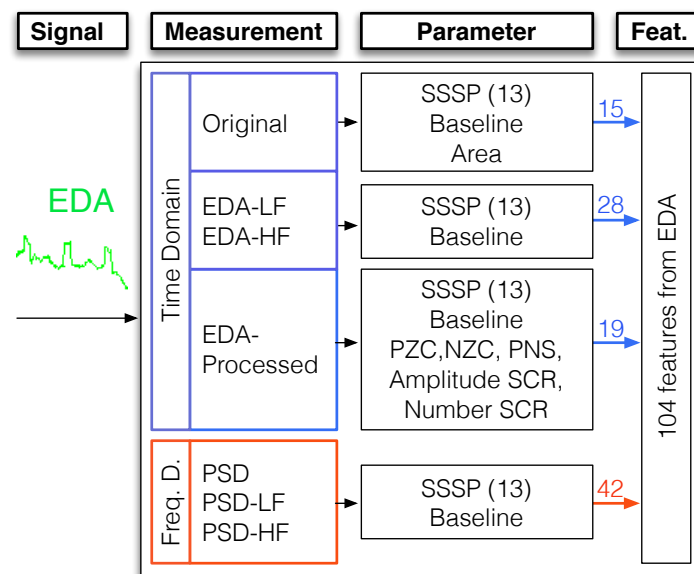 Signal
Measurement
Parameter
Feat.
EDA
Time Domain
Original
SSSP (13)
Baseline
Area
15
EDA-LF
EDA-HF
SSSP (13)
Baseline
28
EDA-
Processed
SSSP (13)
Baseline
PZC,NZC, PNS,
Amplitude SCR,
Number SCR
19
Freq. D.
PSD
PSD-LF
PSD-HF
SSSP (13)
Baseline
42
104 features from EDA